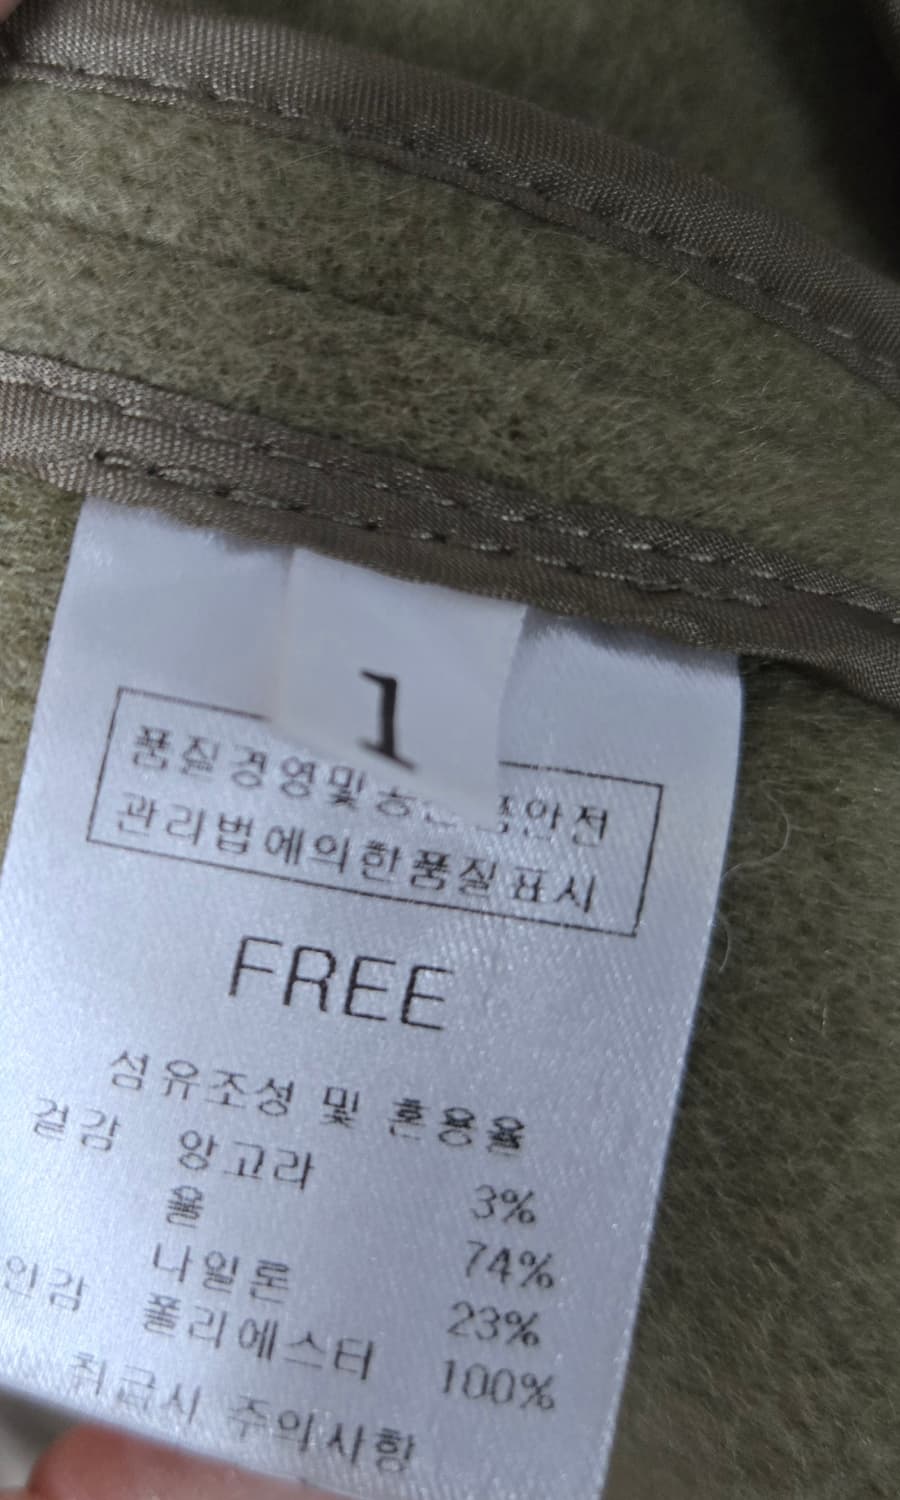 1
품질경영및 안전
관리법에의한품질표시
FREE
섬유조성 및 혼용율
겉감 앙고라 3%
울 74%
나일론 23%
안감 폴리에스터 100%
취급시 주의사항